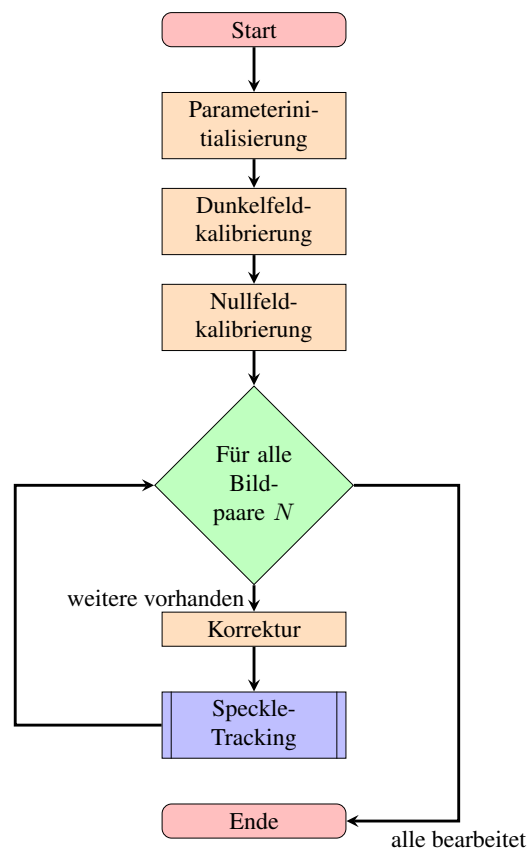 Start
Parameterini-
tialisierung
Dunkelfeld-
kalibrierung
Nullfeld-
kalibrierung
Für alle
Bild-
paare N
weitere vorhanden
Korrektur
Speckle-
Tracking
Ende
alle bearbeitet